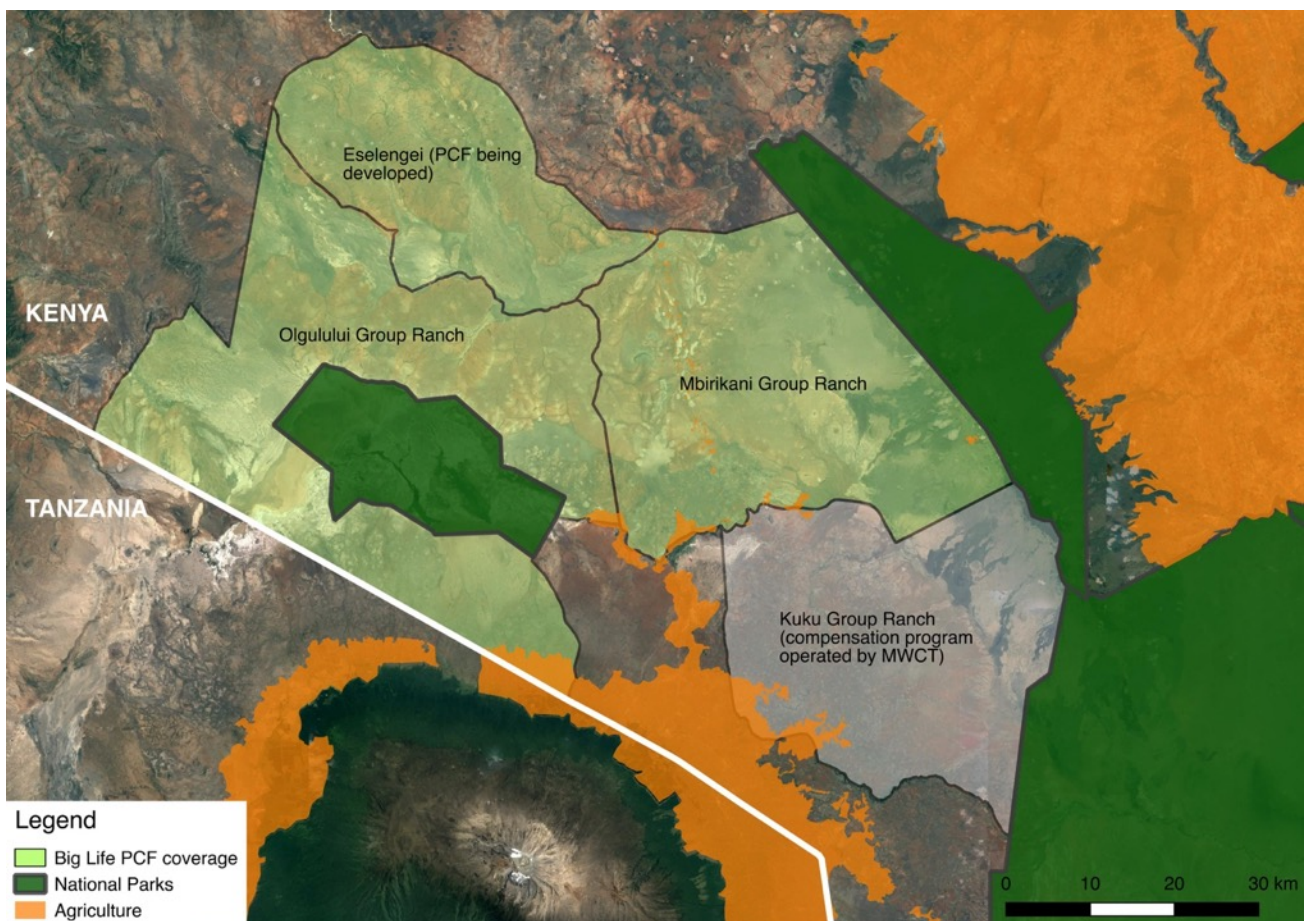 Eselengei (PCF being
developed)
KENYA
Olgulului Group Ranch
Mbirikani Group Ranch
TANZANIA
Kuku Group Ranch
(compensation program
operated by MWCT)
Legend
Big Life PCF coverage
National Parks
Agriculture
0 10 20 30 km